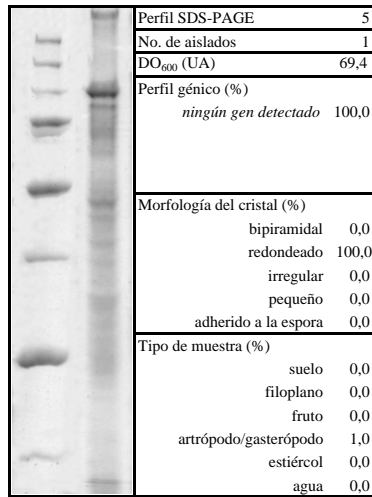 Perfil SDS-PAGE 5
No. de aislados 1
DO600 (UA) 69,4
Perfil génico (%)
ningún gen detectado 100,0
Morfología del cristal (%)
bipiramidal 0,0
redondeado 100,0
irregular 0,0
pequeño 0,0
adherido a la espora 0,0
Tipo de muestra (%)
suelo 0,0
filoplano 0,0
fruto 0,0
artrópodo/gasterópodo 1,0
estiércol 0,0
agua 0,0